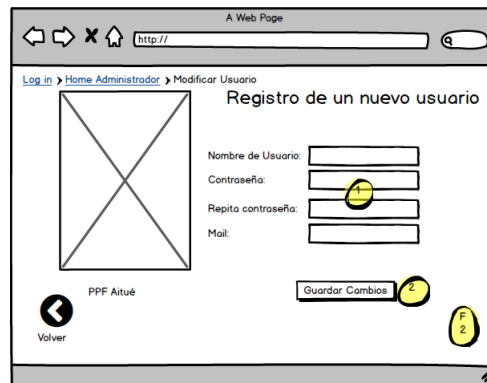 A Web Page
http://
Log in Home Administrador Modificar Usuario
Registro de un nuevo usuario
Nombre de Usuario:
Contraseña:
1
Repita contraseña:
Mail:
PPF Aitué
Guardar Cambios
2
Volver
F
2